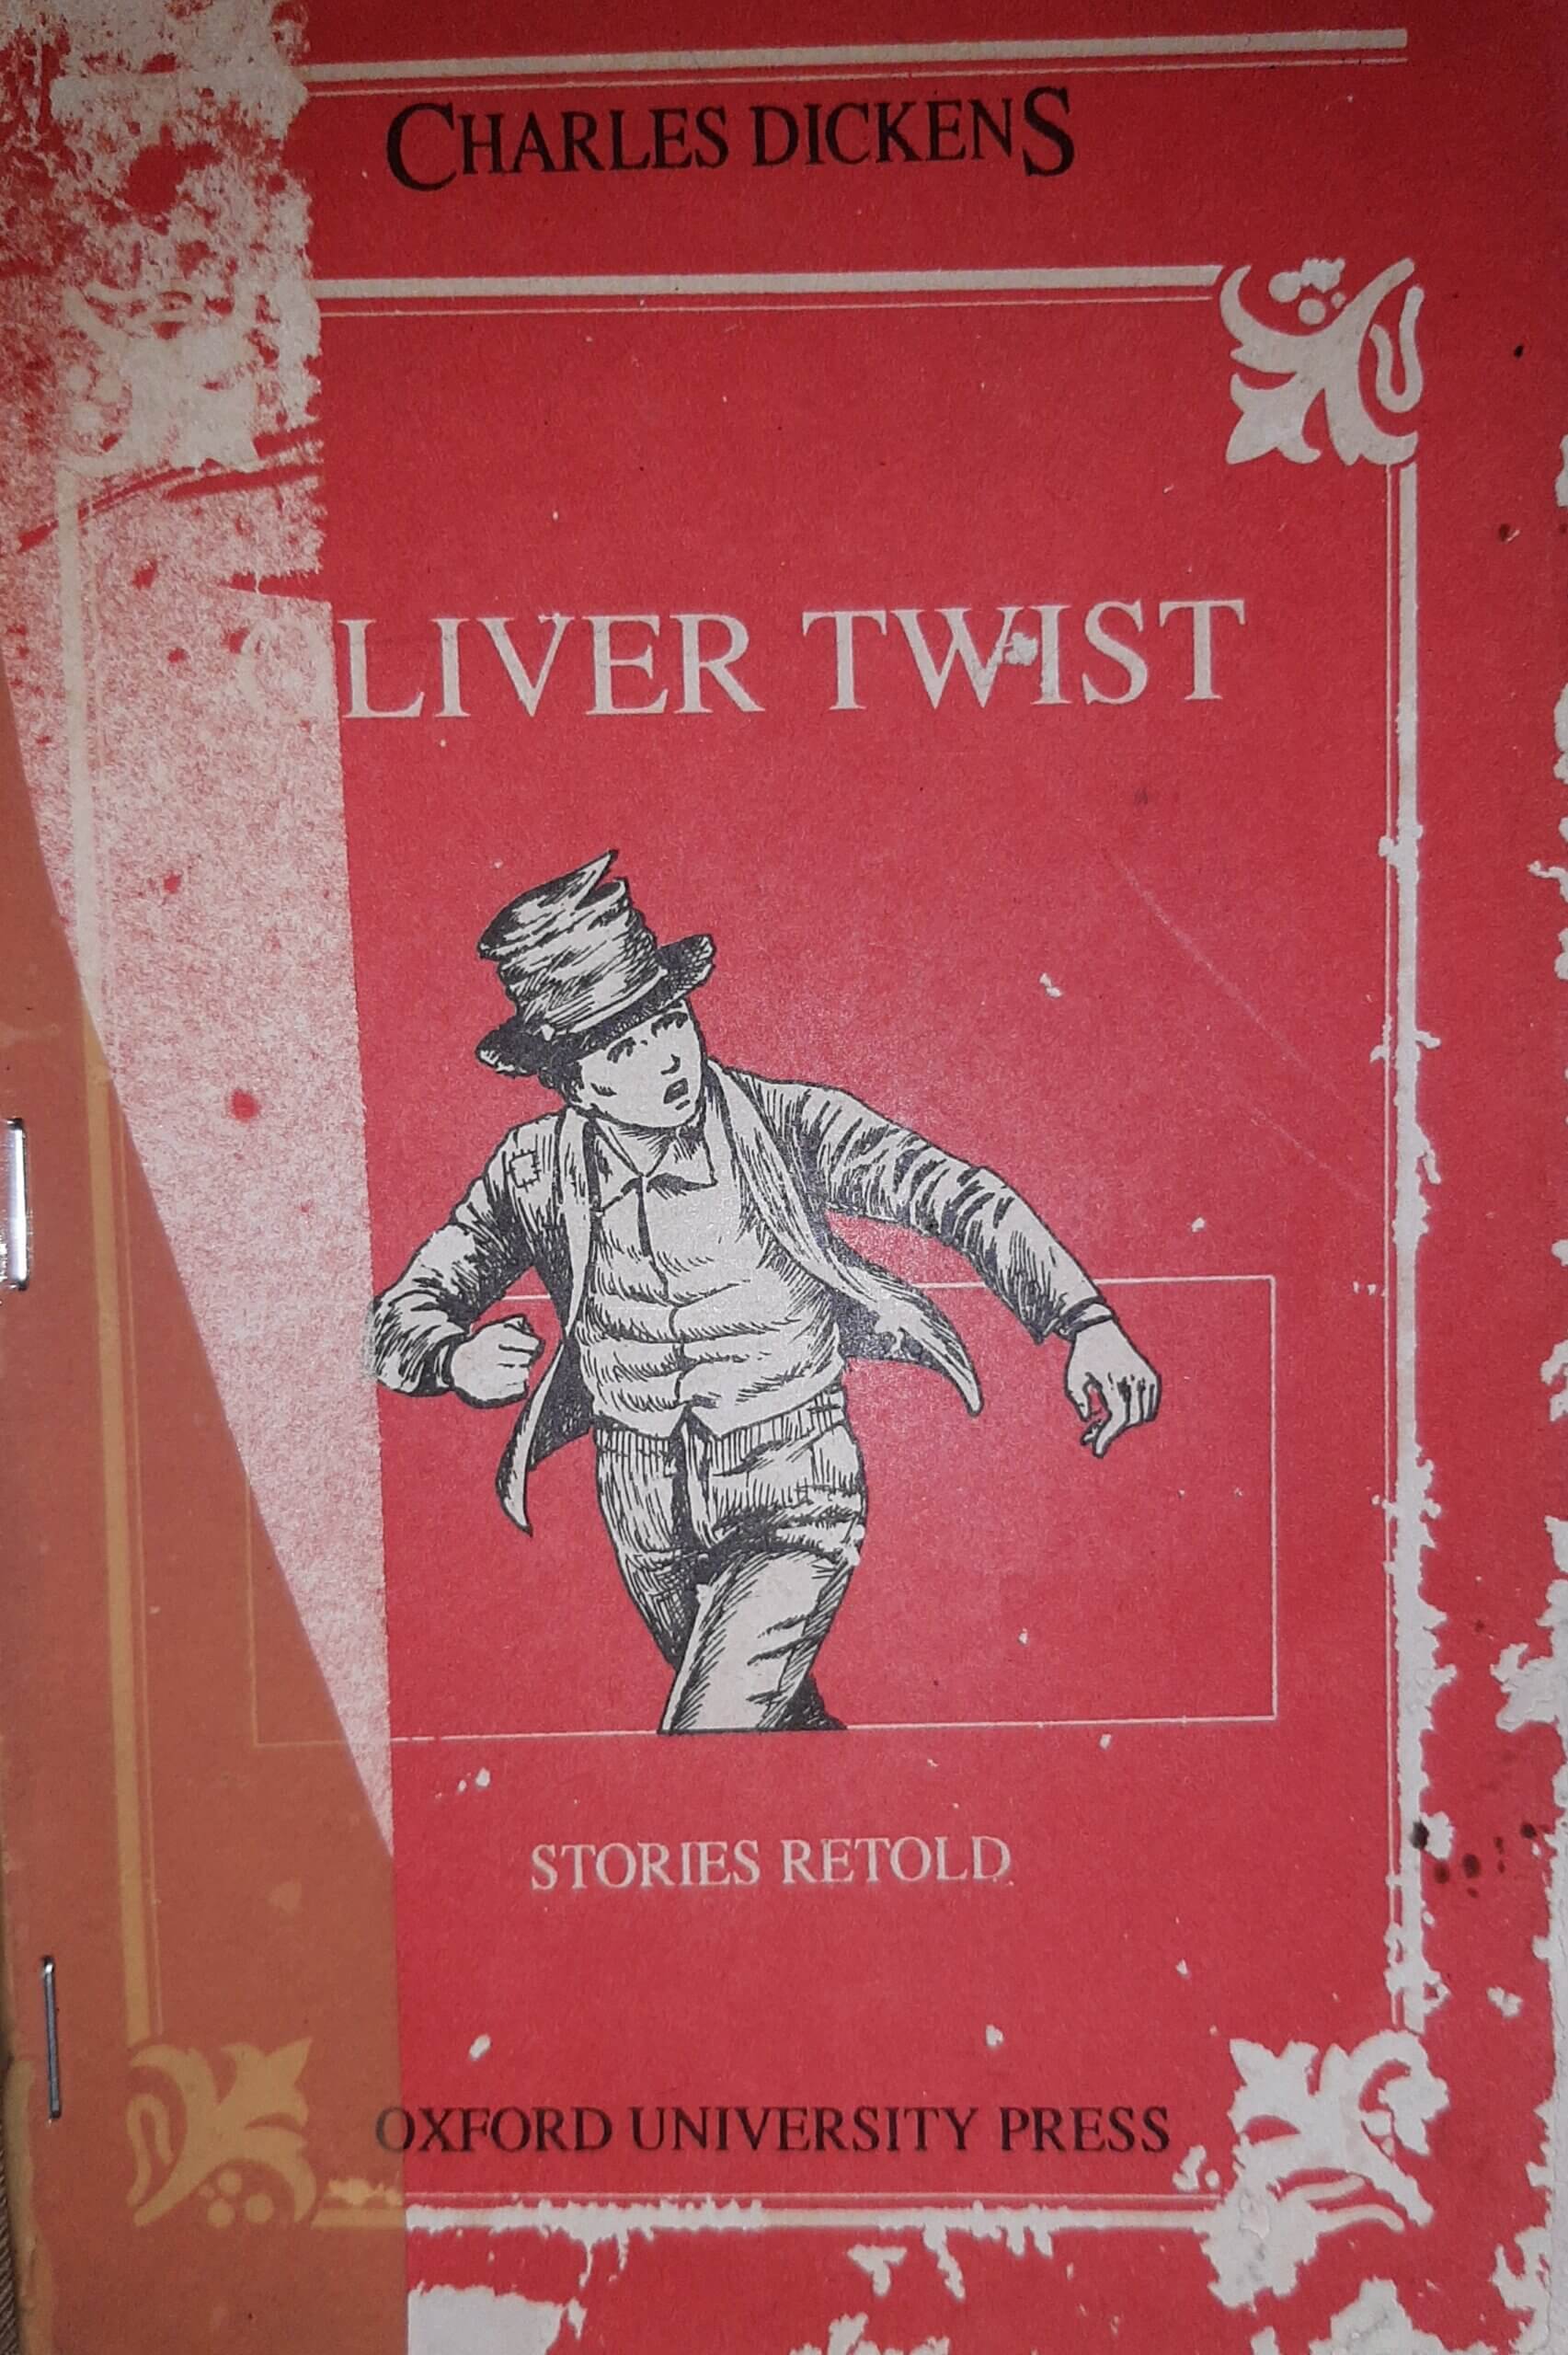 CHARLES DICKENS
OLIVER TWIST
STORIES RETOLD
OXFORD UNIVERSITY PRESS